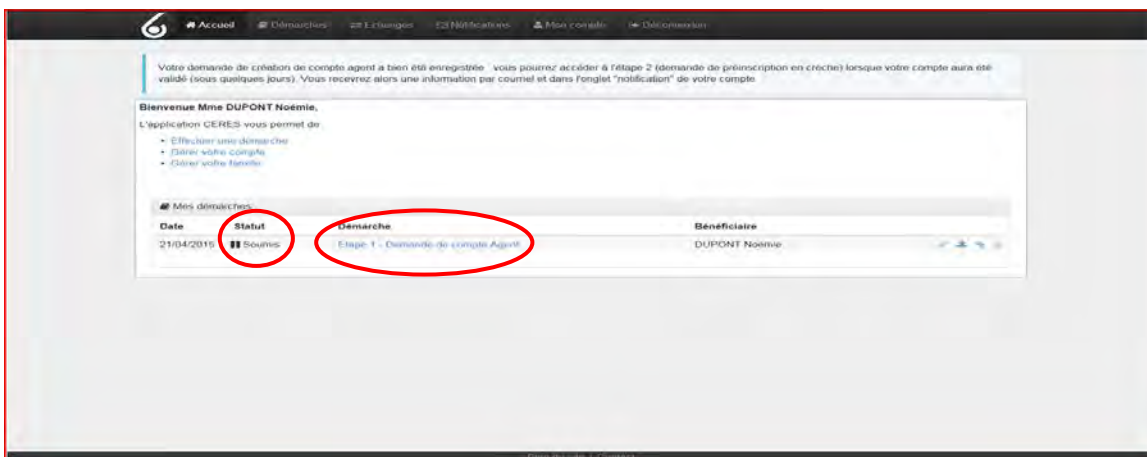 Accueil Démarches Echanges Notifications Mon compte Déconnexion
Votre demande de création de compte agent a bien été enregistrée : vous pourrez accéder à l'étape 2 (demande de préinscription en crèche) lorsque votre compte aura été
validé (sous quelques jours). Vous recevrez alors une information par courriel et dans l'onglet "notification" de votre compte
Bienvenue Mme DUPONT Noémie,
L'application CERES vous permet de
• Effectuer une démarche
• Gérer votre compte
• Gérer votre famille
Mes démarches
Date Statut Démarche Bénéficiaire
21/04/2015 Soumis Etape 1 - Demande de compte Agent DUPONT Noémie